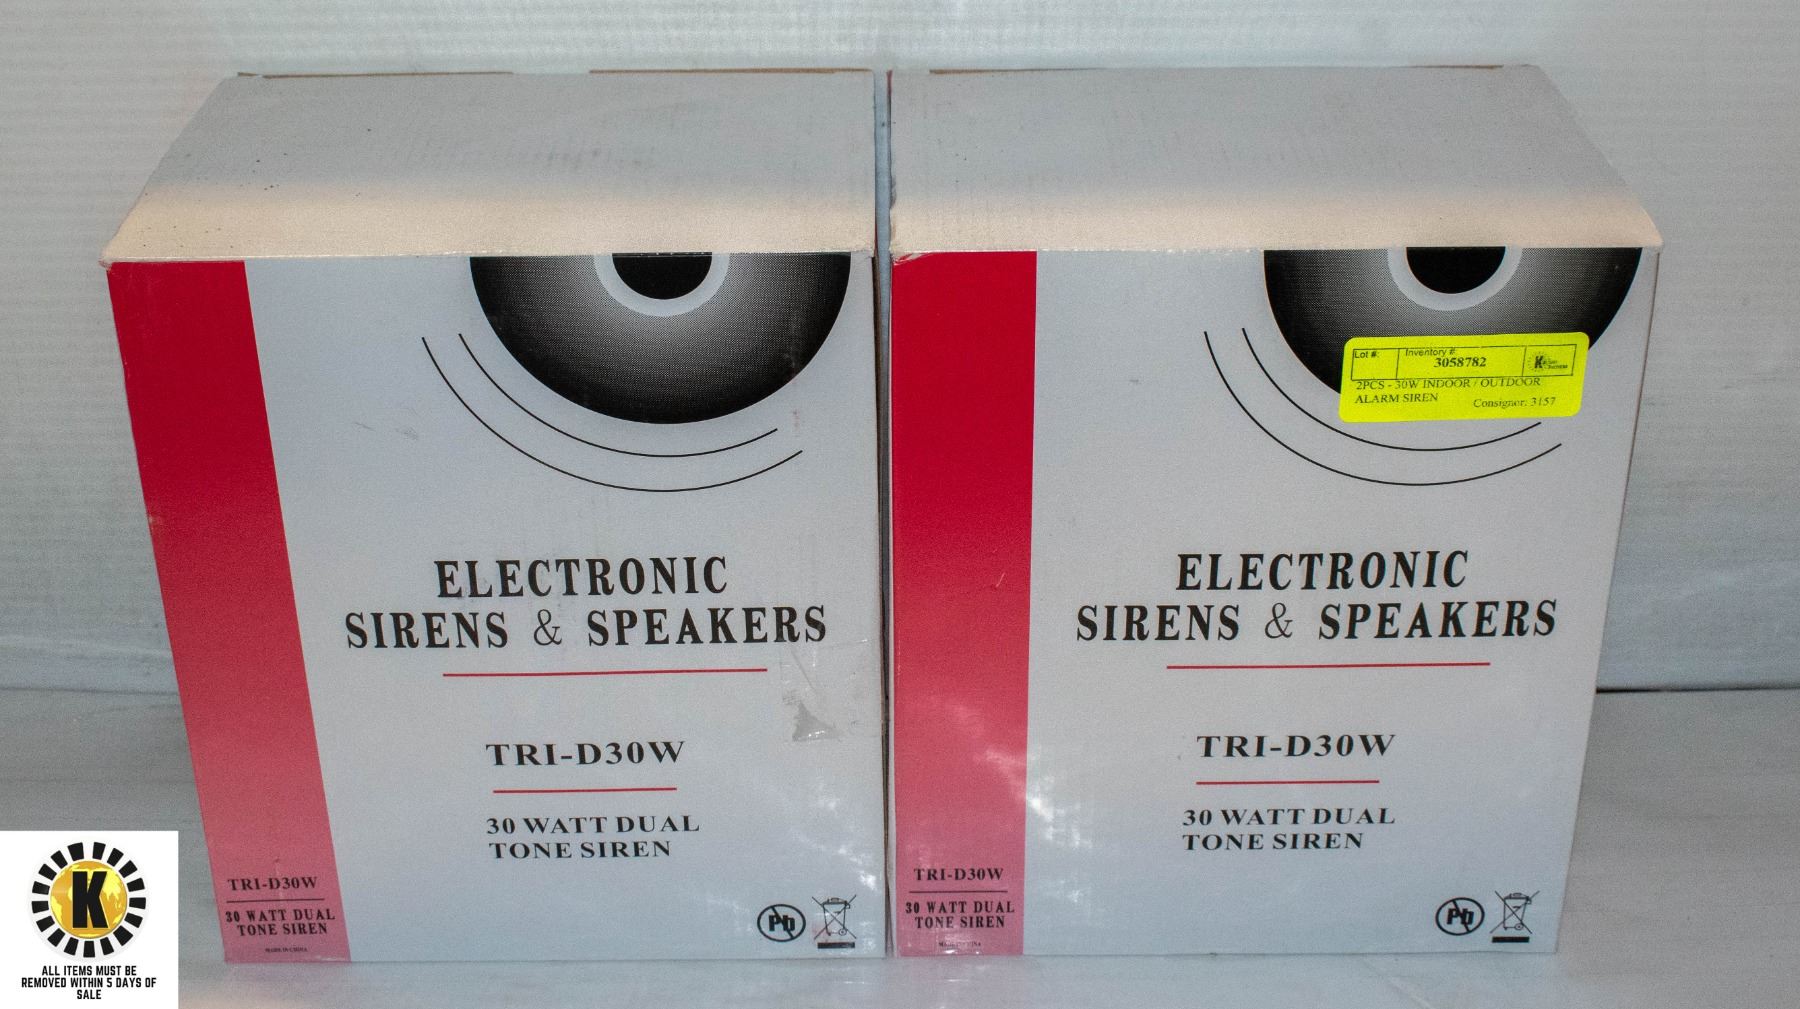 ELECTRONIC
SIRENS & SPEAKERS
TRI-D30W
30 WATT DUAL
TONE SIREN
TRI-D30W
30 WATT DUAL
TONE SIREN
MADE IN CHINA
Pb
Lot #:
Inventory #:
3058782
2PCS - 30W INDOOR / OUTDOOR
ALARM SIREN
Consigner: 3157
ELECTRONIC
SIRENS & SPEAKERS
TRI-D30W
30 WATT DUAL
TONE SIREN
TRI-D30W
30 WATT DUAL
TONE SIREN
Pb
K
ALL ITEMS MUST BE
REMOVED WITHIN 5 DAYS OF
SALE